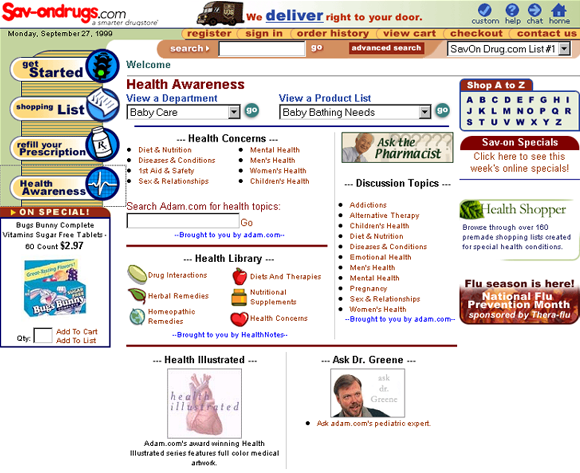 Sav-ondrugs.com
a smarter drugstore
We deliver right to your door.
custom help chat home
Monday, September 27, 1999
register sign in order history view cart checkout contact us
search go advanced search SavOn Drug.com List #1
get Started
shopping List
refill your Prescription
Health Awareness
Welcome
Health Awareness
View a Department
Baby Care go
View a Product List
Baby Bathing Needs go
--- Health Concerns ---
Diet & Nutrition
Diseases & Conditions
1st Aid & Safety
Sex & Relationships
Mental Health
Men's Health
Women's Health
Children's Health
Search Adam.com for health topics:
Go
--Brought to you by adam.com--
--- Health Library ---
Drug Interactions
Herbal Remedies
Homeopathic Remedies
Diets And Therapies
Nutritional Supplements
Health Concerns
--Brought to you by HealthNotes--
Ask the Pharmacist
--- Discussion Topics ---
Addictions
Alternative Therapy
Children's Health
Diet & Nutrition
Diseases & Conditions
Emotional Health
Men's Health
Mental Health
Pregnancy
Sex & Relationships
Women's Health
--Brought to you by adam.com--
Shop A to Z
A B C D E F G H I
J K L M N O P Q R
S T U V W X Y Z
Sav-on Specials
Click here to see this week's online specials!
Health Shopper
Browse through over 160
premade shopping lists created
for special health conditions.
Flu season is here!
National Flu
Prevention Month
sponsored by Thera-flu
ON SPECIAL!
Bugs Bunny Complete
Vitamins Sugar Free Tablets -
60 Count $2.97
Bugs Bunny
Qty: Add To Cart
Add To List
--- Health Illustrated ---
health illustrated
Adam.com's award winning Health
Illustrated series features full color medical
artwork.
--- Ask Dr. Greene ---
ask
dr.
Greene
Ask adam.com's pediatric expert.